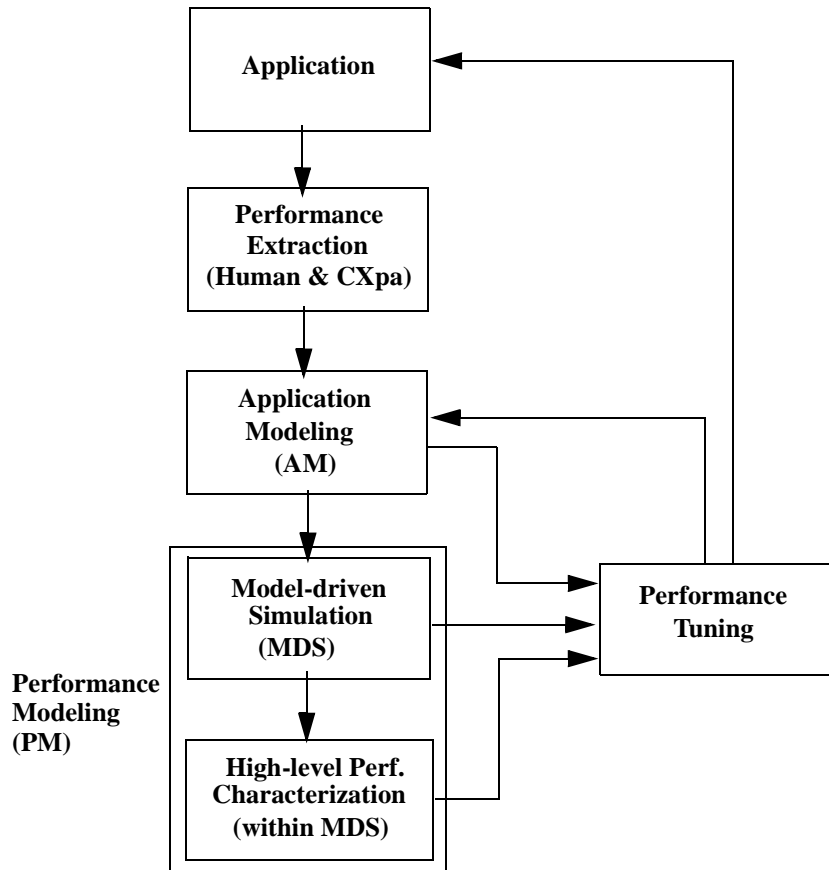 Application
Performance
Extraction
(Human & CXpa)
Application
Modeling
(AM)
Model-driven
Simulation
(MDS)
Performance
Tuning
Performance
Modeling
(PM)
High-level Perf.
Characterization
(within MDS)